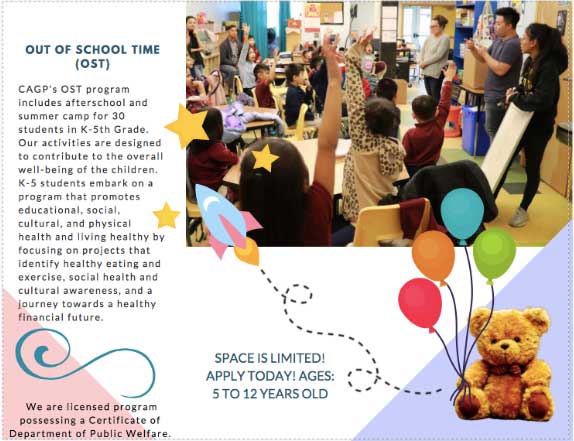 OUT OF SCHOOL TIME
(OST)
CAGP's OST program
includes afterschool and
summer camp for 30
students in K-5th Grade.
Our activities are designed
to contribute to the overall
well-being of the children.
K-5 students embark on a
program that promotes
educational, social,
cultural, and physical
health and living healthy by
focusing on projects that
identify healthy eating and
exercise, social health and
cultural awareness, and a
journey towards a healthy
financial future.
We are licensed program
possessing a Certificate of
Department of Public Welfare.
SPACE IS LIMITED!
APPLY TODAY! AGES:
5 TO 12 YEARS OLD